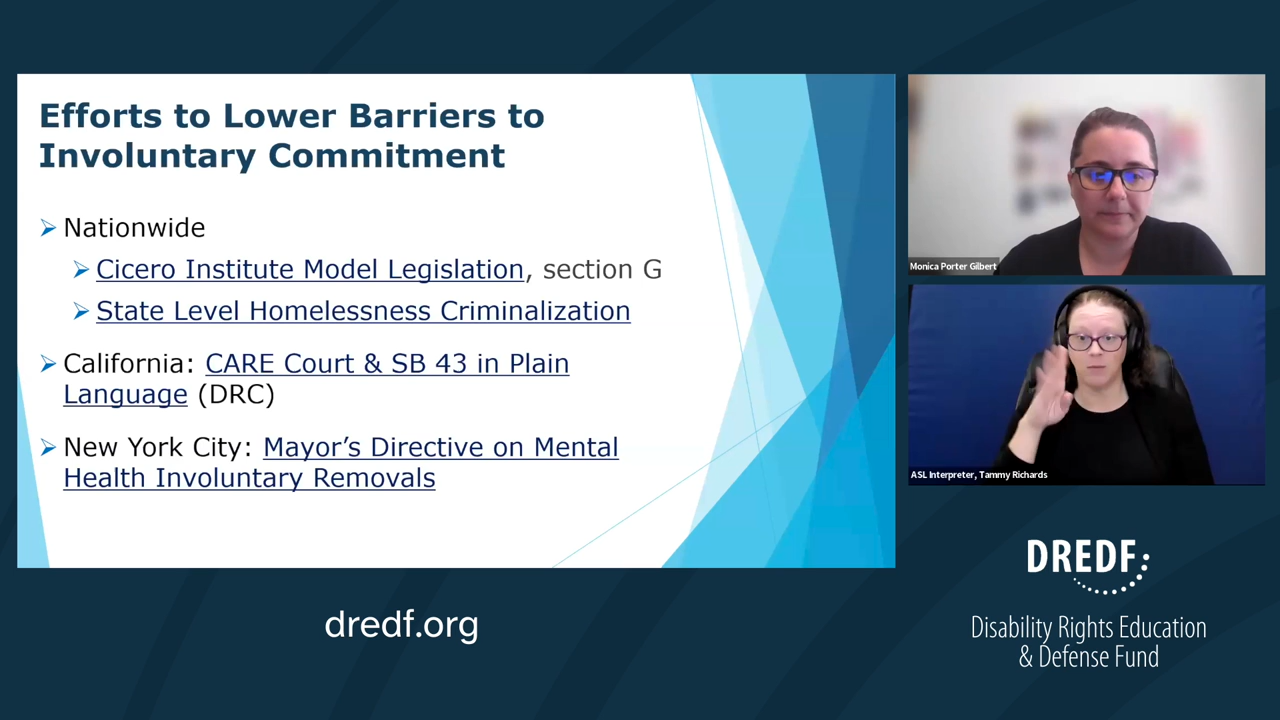 Efforts to Lower Barriers to
Involuntary Commitment
Nationwide
Cicero Institute Model Legislation, section G
State Level Homelessness Criminalization
California: CARE Court & SB 43 in Plain
Language (DRC)
New York City: Mayor’s Directive on Mental
Health Involuntary Removals
Monica Porter Gilbert
ASL Interpreter, Tammy Richards
dredf.org
DREDF
Disability Rights Education
& Defense Fund